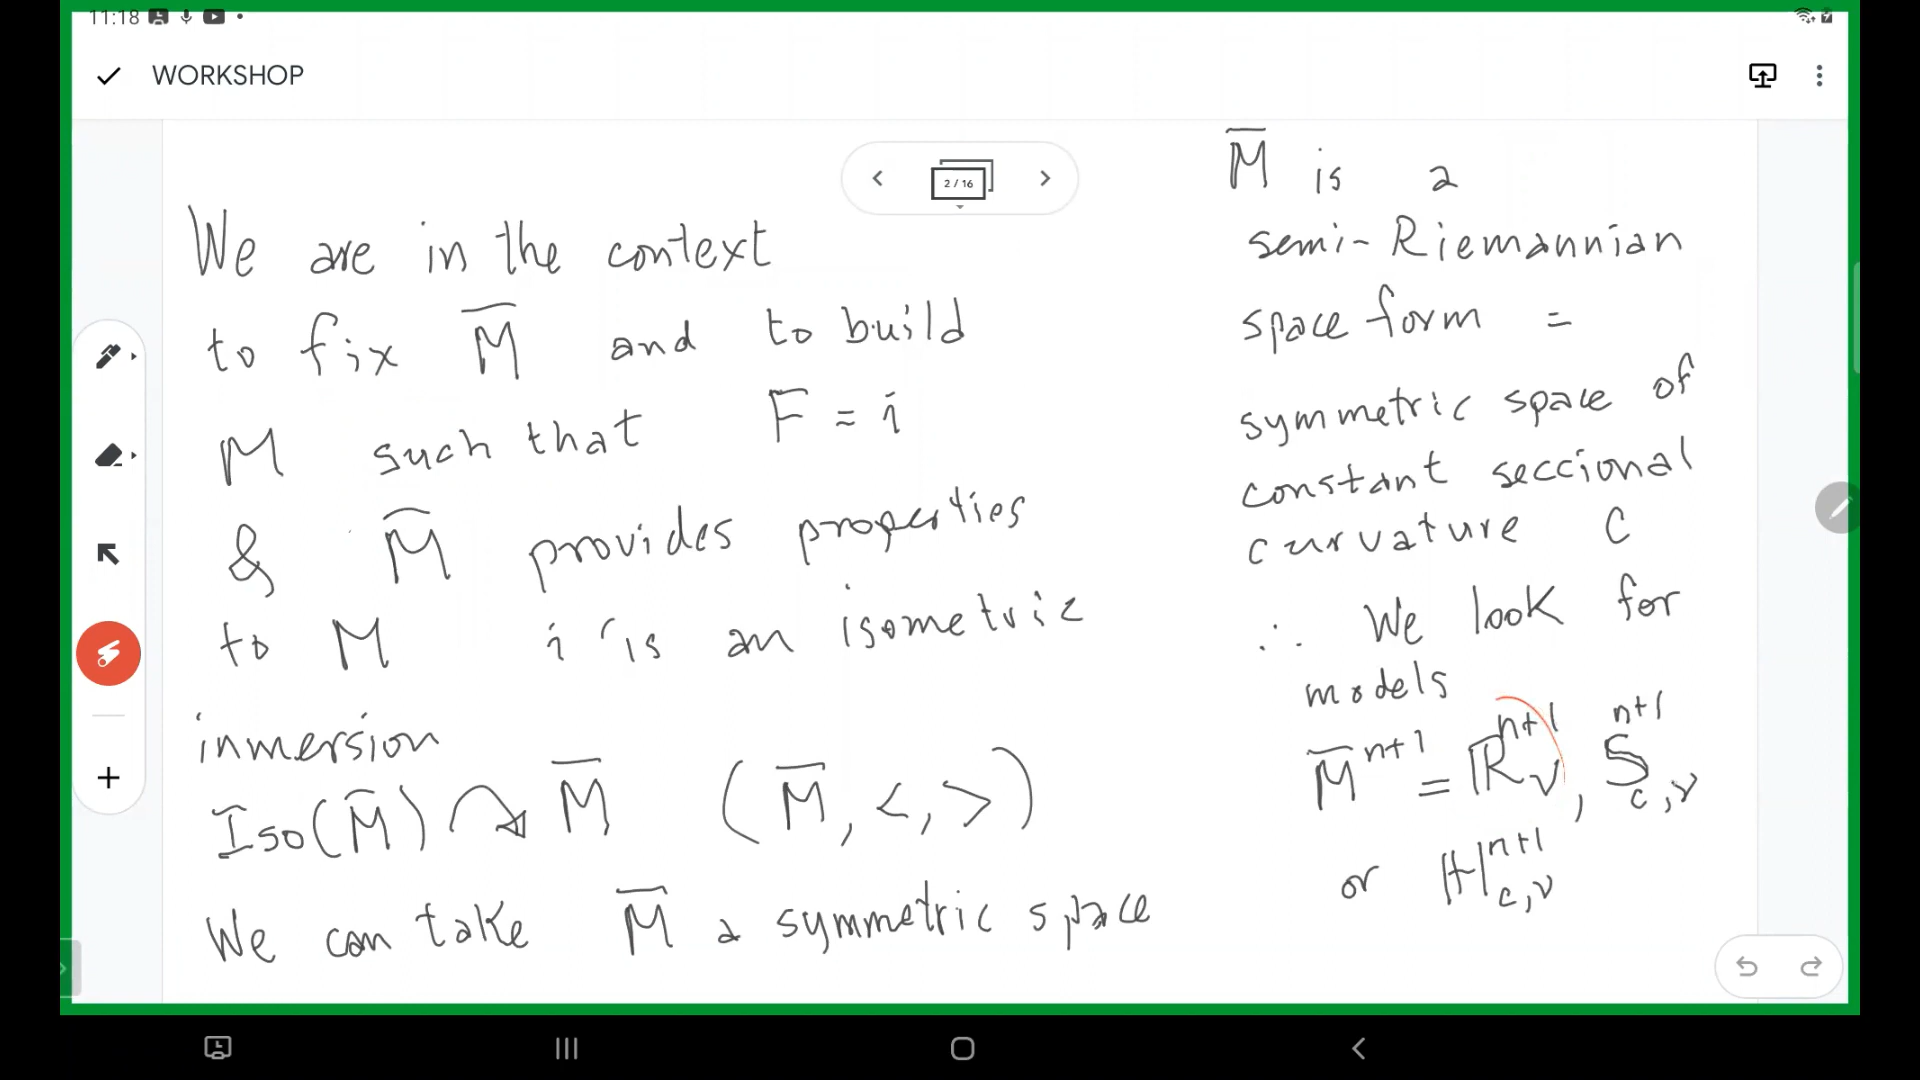 11:18
WORKSHOP
2 / 16
We are in the context
to fix M̅ and to build
M such that F = i
& M̅ provides properties
to M i is an isometric
inmersion
Iso(M̅) ↷ M̅ (M̅, <,>)
We can take M̅ a symmetric space
M̅ is a
semi-Riemannian
space form =
symmetric space of
constant seccional
curvature C
∴ We look for
models
M̅ⁿ⁺¹ = ℝᵥⁿ⁺¹, 𝕊ⁿ⁺¹_c,ν
or ℍⁿ⁺¹_c,ν